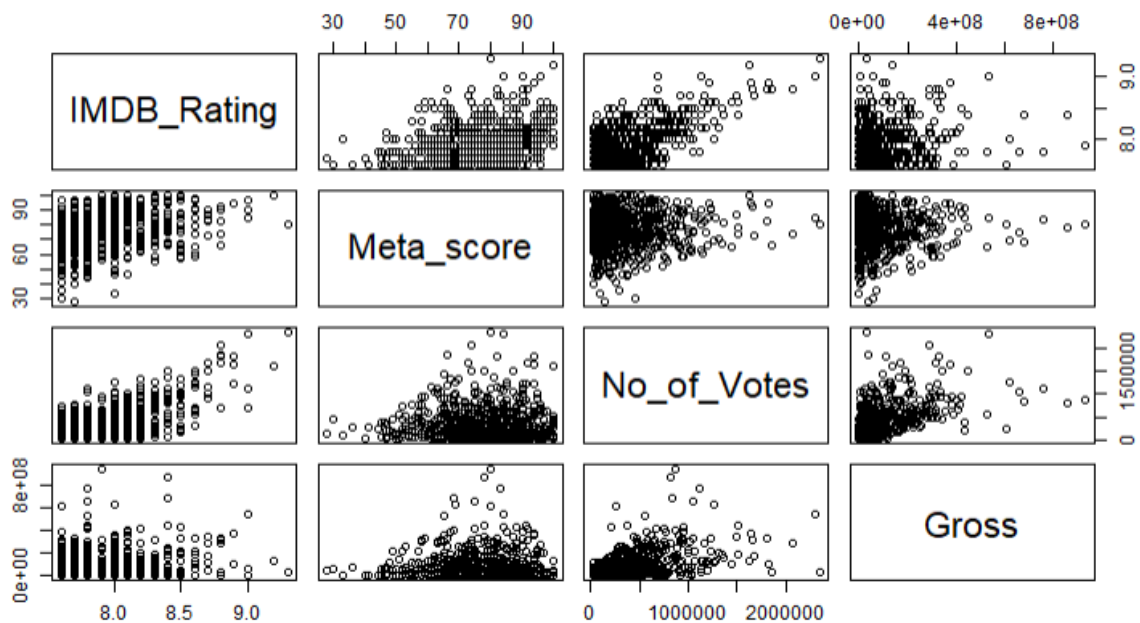 30 50 70 90
0e+00 4e+08 8e+08
IMDB_Rating
8.0 9.0
30 60 90
Meta_score
No_of_Votes
0 1500000
0e+00 8e+08
Gross
8.0 8.5 9.0
0 1000000 2000000